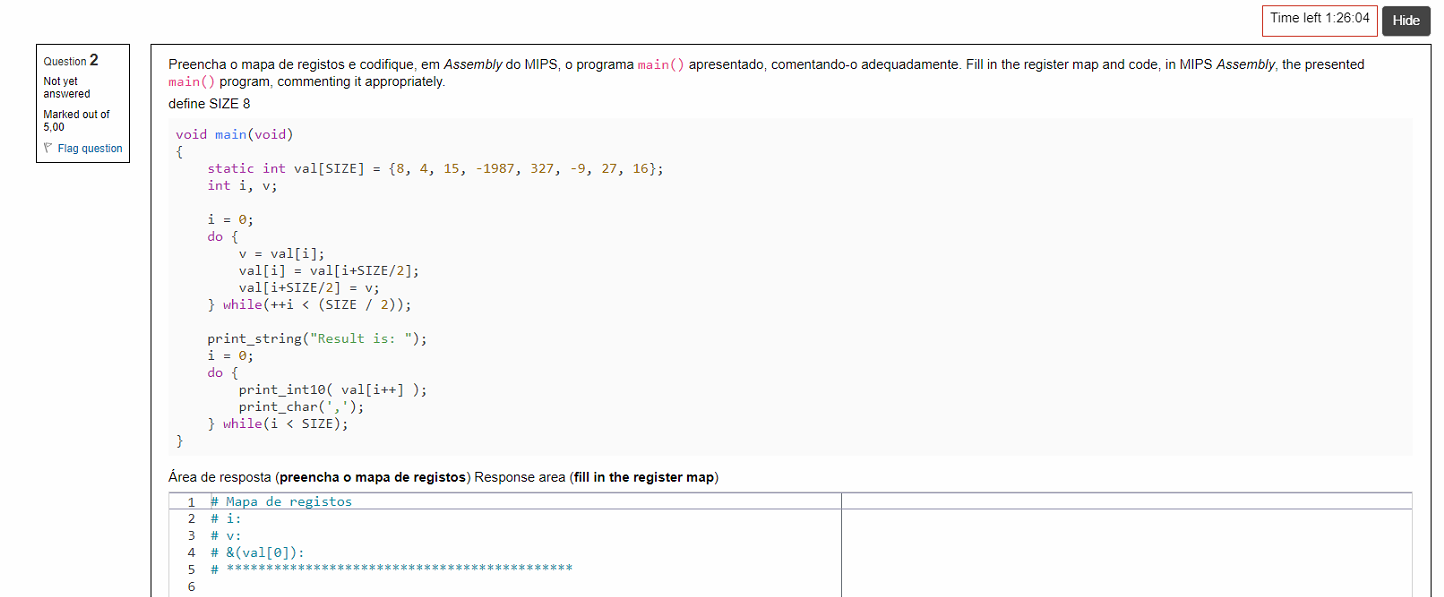 Time left 1:26:04
Hide
Question 2
Not yet
answered
Marked out of
5,00
Flag question
Preencha o mapa de registos e codifique, em Assembly do MIPS, o programa main() apresentado, comentando-o adequadamente. Fill in the register map and code, in MIPS Assembly, the presented
main() program, commenting it appropriately.
define SIZE 8
void main(void)
{
    static int val[SIZE] = {8, 4, 15, -1987, 327, -9, 27, 16};
    int i, v;
    i = 0;
    do {
        v = val[i];
        val[i] = val[i+SIZE/2];
        val[i+SIZE/2] = v;
    } while(++i < (SIZE / 2));
    print_string("Result is: ");
    i = 0;
    do {
        print_int10( val[i++] );
        print_char(',');
    } while(i < SIZE);
}
Área de resposta (preencha o mapa de registos) Response area (fill in the register map)
1 # Mapa de registos
2 # i:
3 # v:
4 # &(val[0]):
5 # ********************************************
6